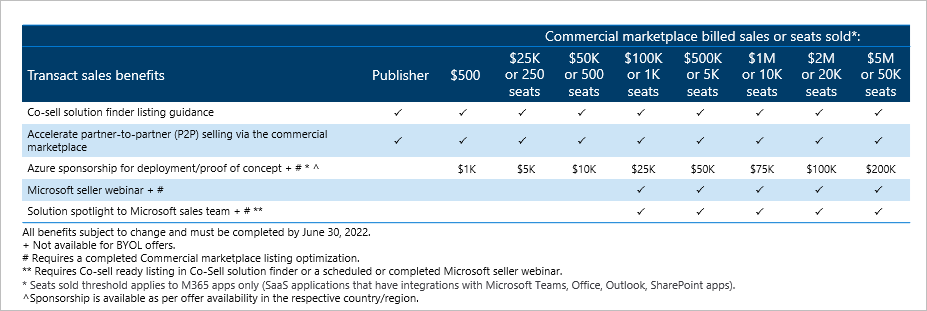 Commercial marketplace billed sales or seats sold*:
Transact sales benefits Publisher $500 $25K or 250 seats $50K or 500 seats $100K or 1K seats $500K or 5K seats $1M or 10K seats $2M or 20K seats $5M or 50K seats
Co-sell solution finder listing guidance ✓ ✓ ✓ ✓ ✓ ✓ ✓ ✓ ✓
Accelerate partner-to-partner (P2P) selling via the commercial
marketplace ✓ ✓ ✓ ✓ ✓ ✓ ✓ ✓ ✓
Azure sponsorship for deployment/proof of concept + # * ^ $1K $5K $10K $25K $50K $75K $100K $200K
Microsoft seller webinar + # ✓ ✓ ✓ ✓ ✓
Solution spotlight to Microsoft sales team + # ** ✓ ✓ ✓ ✓ ✓
All benefits subject to change and must be completed by June 30, 2022.
+ Not available for BYOL offers.
# Requires a completed Commercial marketplace listing optimization.
** Requires Co-sell ready listing in Co-Sell solution finder or a scheduled or completed Microsoft seller webinar.
* Seats sold threshold applies to M365 apps only (SaaS applications that have integrations with Microsoft Teams, Office, Outlook, SharePoint apps).
^Sponsorship is available as per offer availability in the respective country/region.